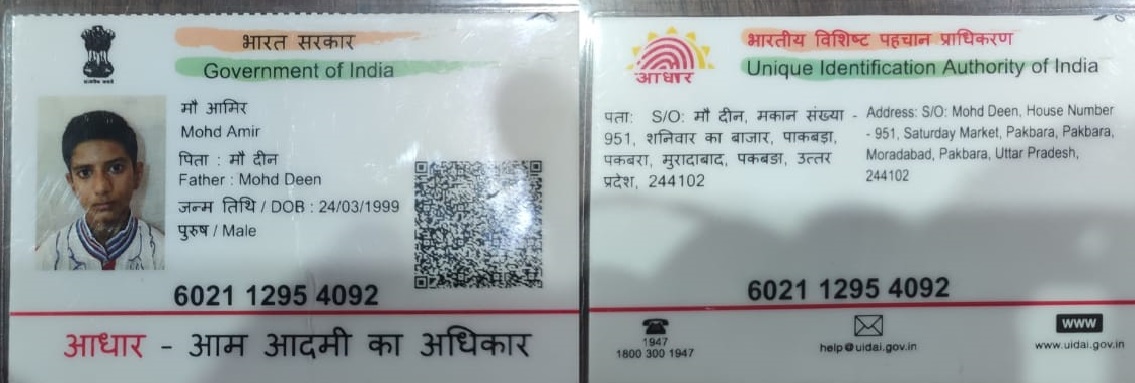 भारत सरकार
Government of India
मौ आमिर
Mohd Amir
पिता : मौ दीन
Father : Mohd Deen
जन्म तिथि / DOB : 24/03/1999
पुरुष / Male
6021 1295 4092
आधार - आम आदमी का अधिकार
आधार
भारतीय विशिष्ट पहचान प्राधिकरण
Unique Identification Authority of India
पता: S/O: मौ दीन, मकान संख्या -
951, शनिवार का बाजार, पाकबड़ा,
पकबरा, मुरादाबाद, पकबडा, उत्तर
प्रदेश, 244102
Address: S/O: Mohd Deen, House Number
- 951, Saturday Market, Pakbara, Pakbara,
Moradabad, Pakbara, Uttar Pradesh,
244102
6021 1295 4092
1947
1800 300 1947
help@uidai.gov.in
WWW
www.uidai.gov.in